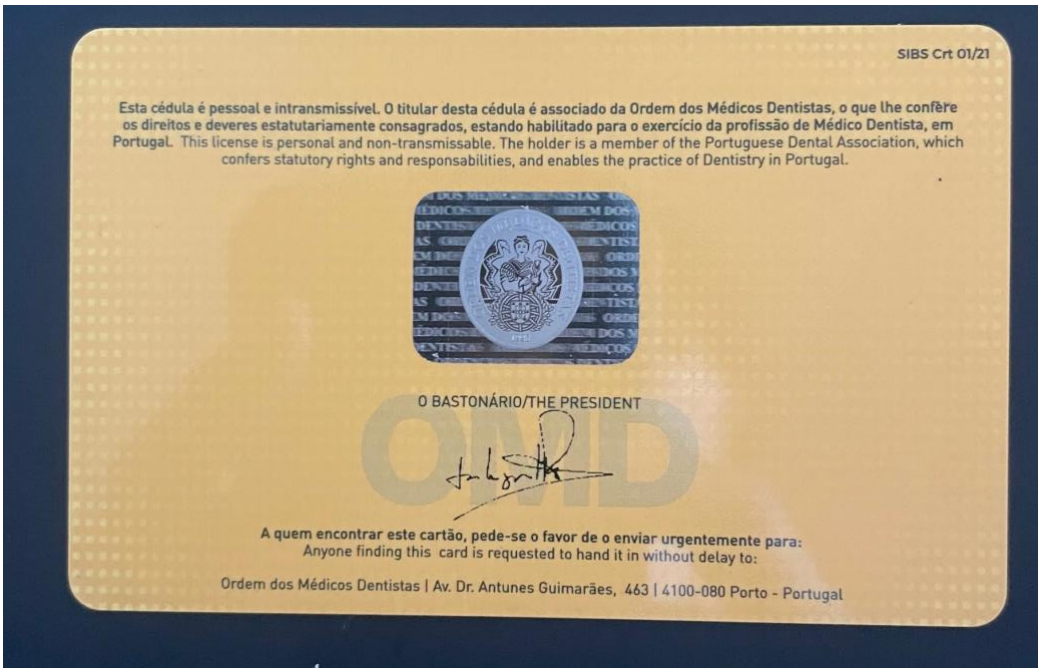 SIBS Crt 01/21
Esta cédula é pessoal e intransmissível. O titular desta cédula é associado da Ordem dos Médicos Dentistas, o que lhe confere
os direitos e deveres estatutariamente consagrados, estando habilitado para o exercício da profissão de Médico Dentista, em
Portugal. This license is personal and non-transmissable. The holder is a member of the Portuguese Dental Association, which
confers statutory rights and responsabilities, and enables the practice of Dentistry in Portugal.
O BASTONÁRIO/THE PRESIDENT
OMD
A quem encontrar este cartão, pede-se o favor de o enviar urgentemente para:
Anyone finding this card is requested to hand it in without delay to:
Ordem dos Médicos Dentistas | Av. Dr. Antunes Guimarães, 463 | 4100-080 Porto - Portugal